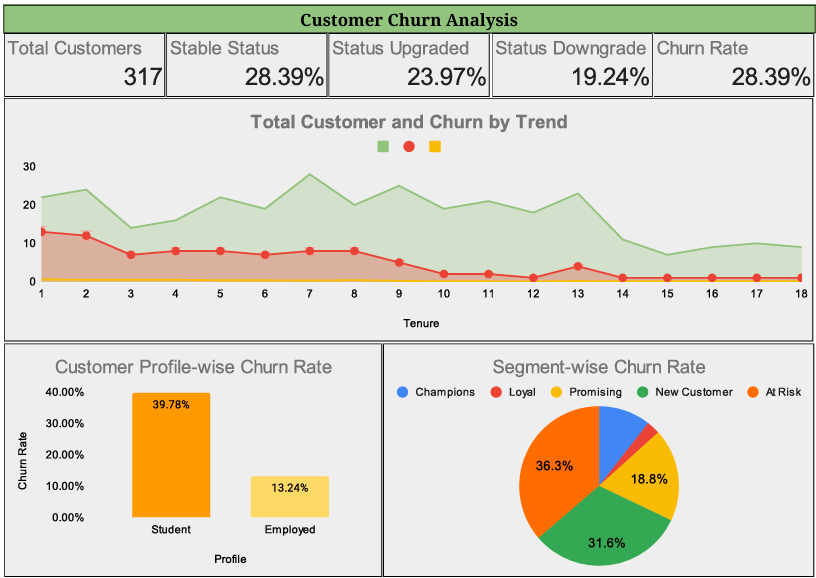 Customer Churn Analysis
Total Customers
317
Stable Status
28.39%
Status Upgraded
23.97%
Status Downgrade
19.24%
Churn Rate
28.39%
Total Customer and Churn by Trend
30
20
10
0
1 2 3 4 5 6 7 8 9 10 11 12 13 14 15 16 17 18
Tenure
Customer Profile-wise Churn Rate
40.00%
30.00%
20.00%
10.00%
0.00%
Churn Rate
39.78%
13.24%
Student Employed
Profile
Segment-wise Churn Rate
Champions Loyal Promising New Customer At Risk
36.3%
18.8%
31.6%